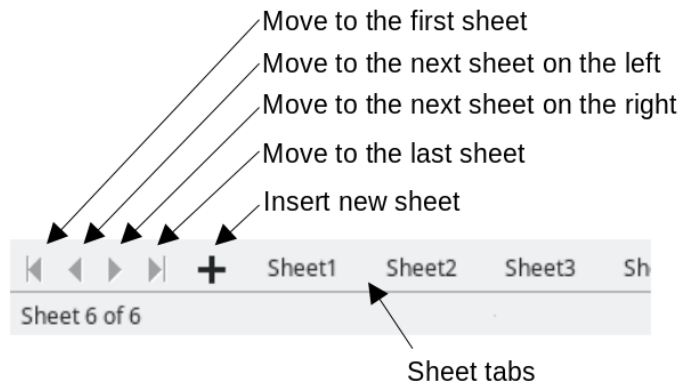 Move to the first sheet
Move to the next sheet on the left
Move to the next sheet on the right
Move to the last sheet
Insert new sheet
Sheet1 Sheet2 Sheet3 Sh
Sheet 6 of 6
Sheet tabs